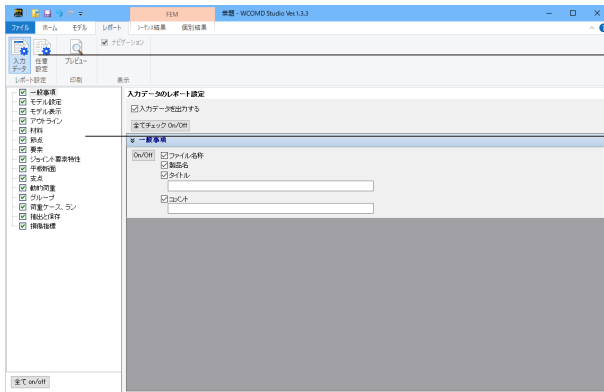 FEM
無題 - WCOMD Studio Ver.1.3.3
ファイル ホーム モデル レポート シーケンス結果 個別結果
入力データ
任意設定
プレビュー
ナビゲーション
レポート設定 印刷 表示
一般事項
モデル設定
モデル表示
アウトライン
材料
節点
要素
ジョイント要素特性
平板断面
支点
動的荷重
グループ
荷重ケース、ラン
抽出と保存
損傷指標
全て on/off
入力データのレポート設定
入力データを出力する
全てチェック On/Off
一般事項
On/Off
ファイル名称
製品名
タイトル
コメント